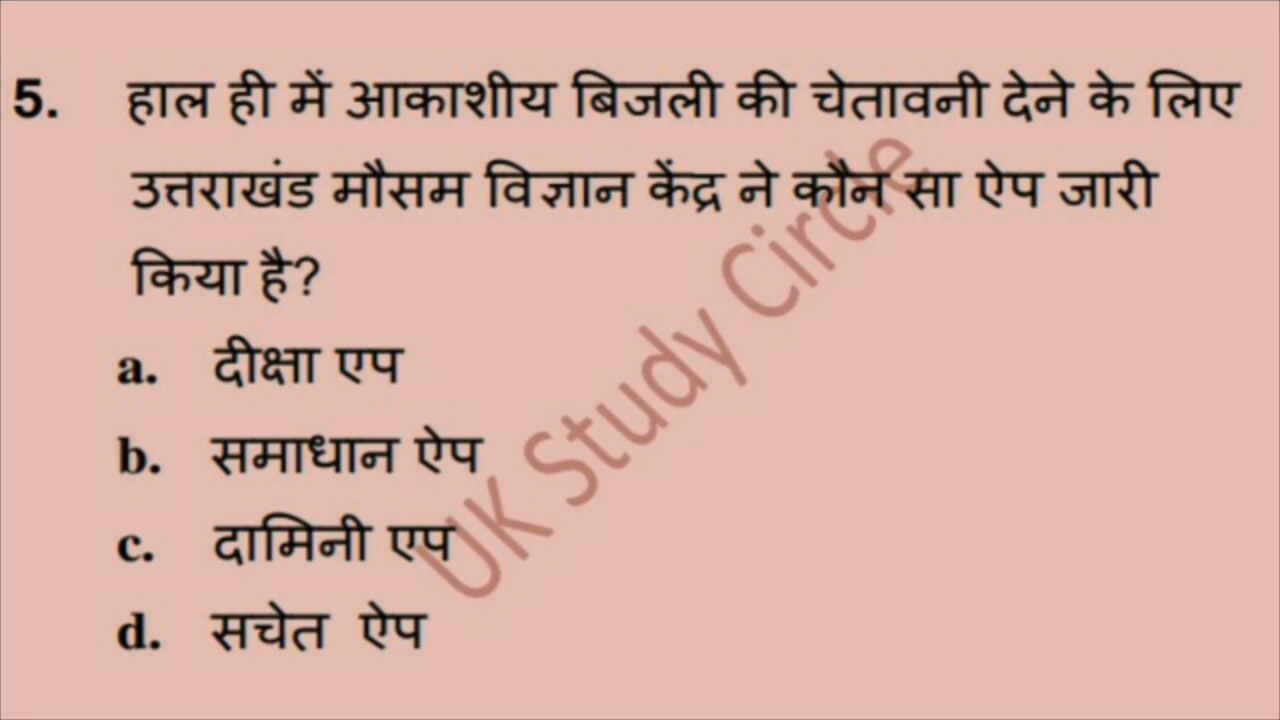 5. हाल ही में आकाशीय बिजली की चेतावनी देने के लिए
उत्तराखंड मौसम विज्ञान केंद्र ने कौन सा ऐप जारी
किया है?
a. दीक्षा एप
b. समाधान ऐप
c. दामिनी एप
d. सचेत ऐप
UK Study Circle